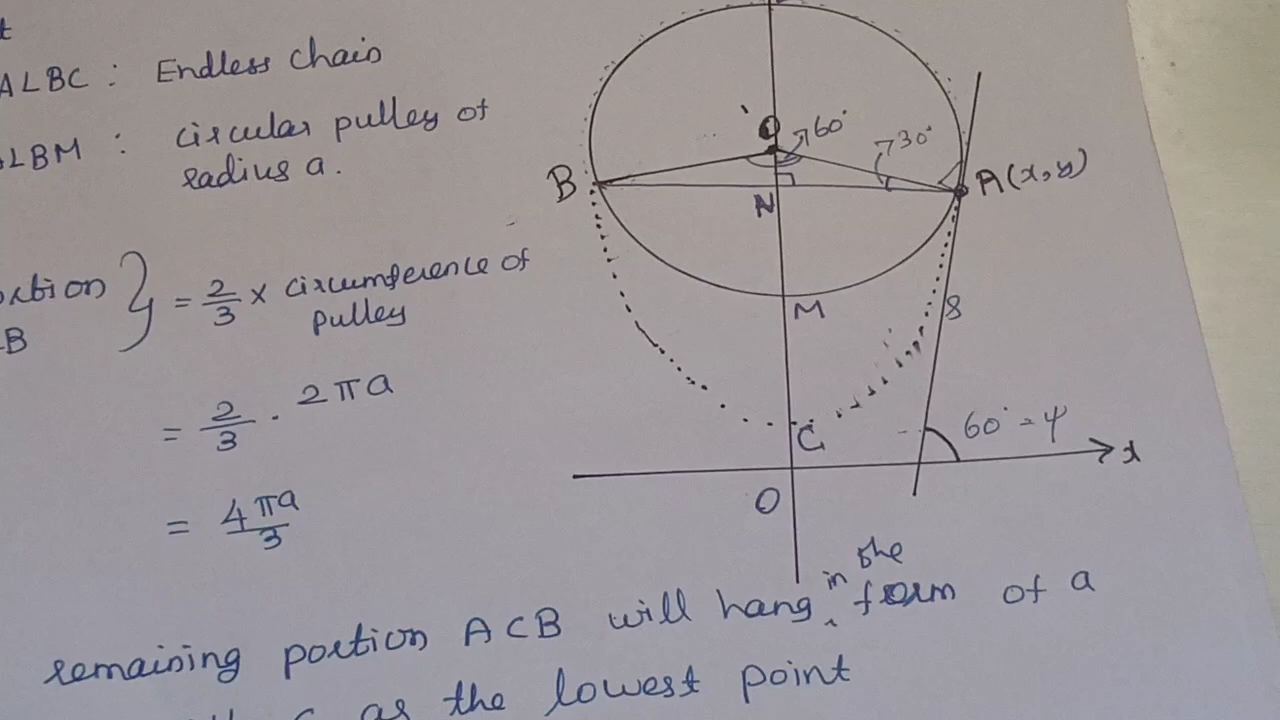 t
ALBC : Endless Chain
LBM : circular pulley of
radius a.
B
= 2/3 × circumference of
pulley
= 2/3 . 2πa
= 4πa/3
O
60°
30°
B
N
A(x, y)
M
s
C
60° = ψ
x
O
in the
remaining portion ACB will hang form of a
as the lowest point